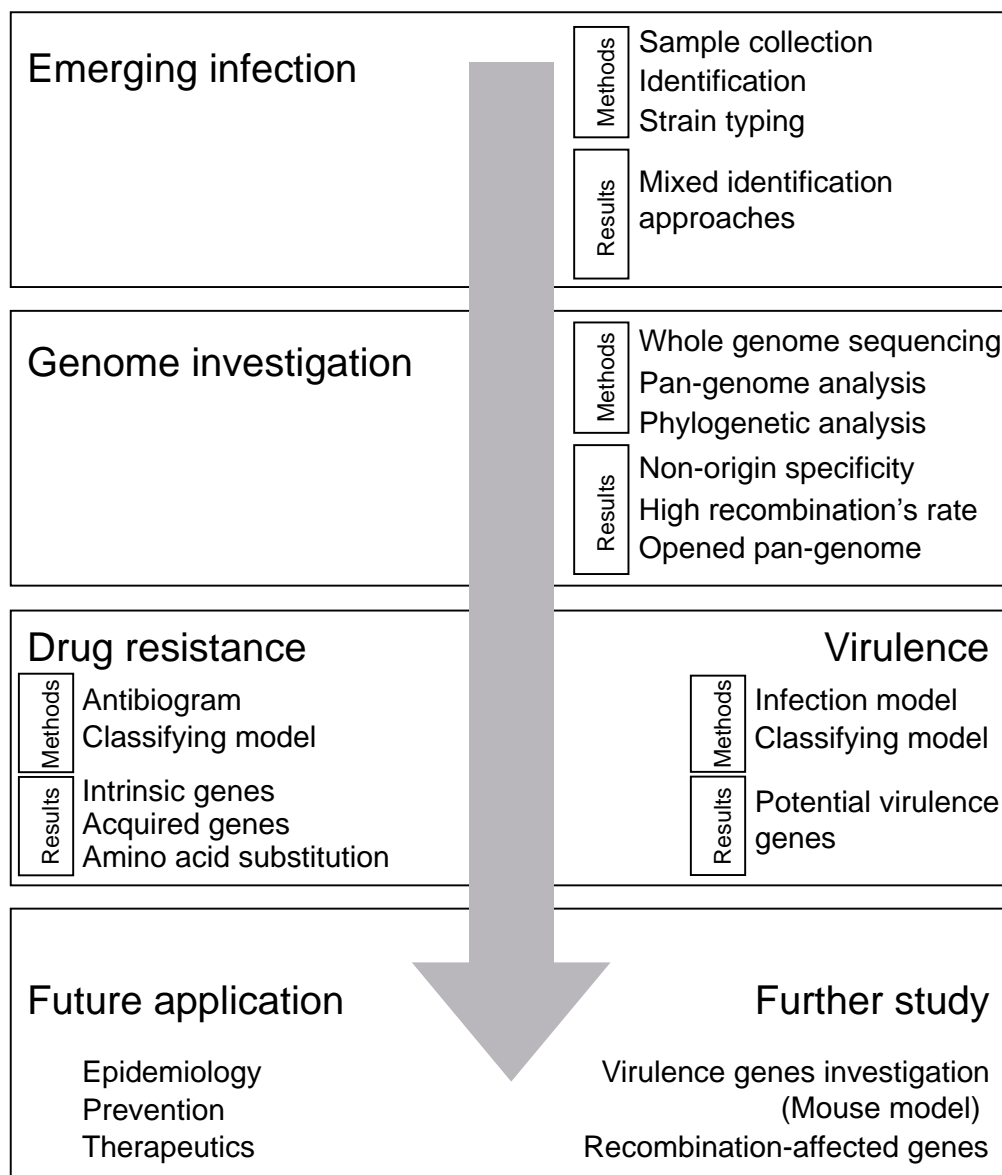 Emerging infection
Methods
Sample collection
Identification
Strain typing
Results
Mixed identification
approaches
Genome investigation
Methods
Whole genome sequencing
Pan-genome analysis
Phylogenetic analysis
Results
Non-origin specificity
High recombination's rate
Opened pan-genome
Drug resistance
Methods
Antibiogram
Classifying model
Results
Intrinsic genes
Acquired genes
Amino acid substitution
Virulence
Methods
Infection model
Classifying model
Results
Potential virulence
genes
Future application
Epidemiology
Prevention
Therapeutics
Further study
Virulence genes investigation
(Mouse model)
Recombination-affected genes